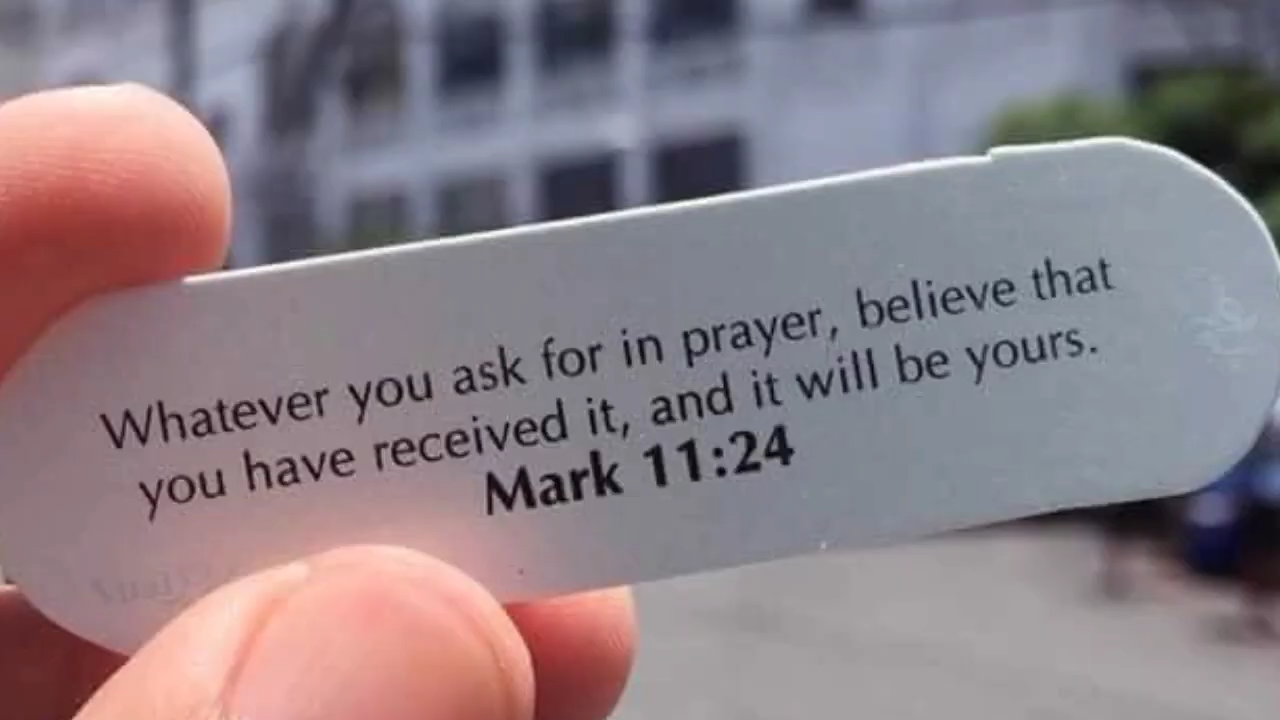 Whatever you ask for in prayer, believe that
you have received it, and it will be yours.
Mark 11:24